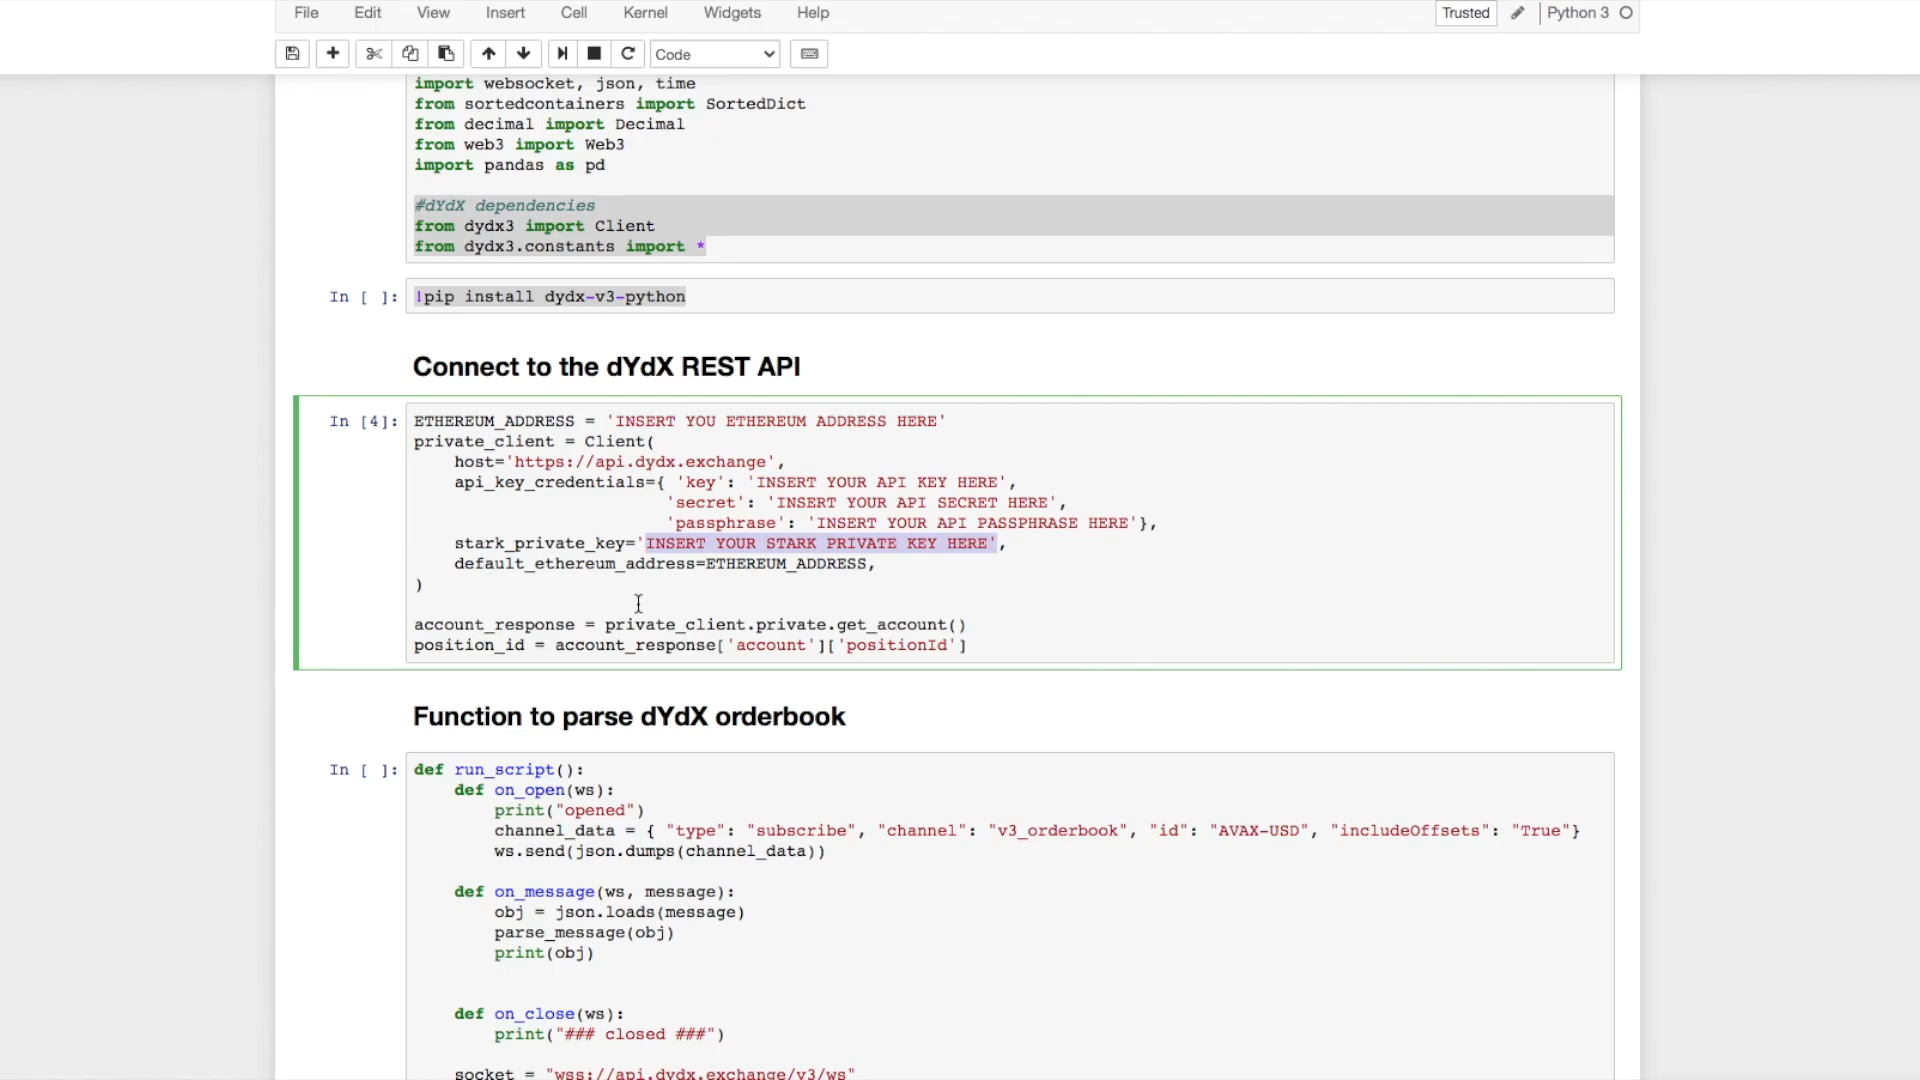 File Edit View Insert Cell Kernel Widgets Help Trusted Python 3
Code
import websocket, json, time
from sortedcontainers import SortedDict
from decimal import Decimal
from web3 import Web3
import pandas as pd
#dYdX dependencies
from dydx3 import Client
from dydx3.constants import *
In [ ]: !pip install dydx-v3-python
Connect to the dYdX REST API
In [4]: ETHEREUM_ADDRESS = 'INSERT YOU ETHEREUM ADDRESS HERE'
private_client = Client(
host='https://api.dydx.exchange',
api_key_credentials={ 'key': 'INSERT YOUR API KEY HERE',
'secret': 'INSERT YOUR API SECRET HERE',
'passphrase': 'INSERT YOUR API PASSPHRASE HERE'},
stark_private_key='INSERT YOUR STARK PRIVATE KEY HERE',
default_ethereum_address=ETHEREUM_ADDRESS,
)
account_response = private_client.private.get_account()
position_id = account_response['account']['positionId']
Function to parse dYdX orderbook
In [ ]: def run_script():
def on_open(ws):
print("opened")
channel_data = { "type": "subscribe", "channel": "v3_orderbook", "id": "AVAX-USD", "includeOffsets": "True"}
ws.send(json.dumps(channel_data))
def on_message(ws, message):
obj = json.loads(message)
parse_message(obj)
print(obj)
def on_close(ws):
print("### closed ###")
socket = "wss://api.dydx.exchange/v3/ws"